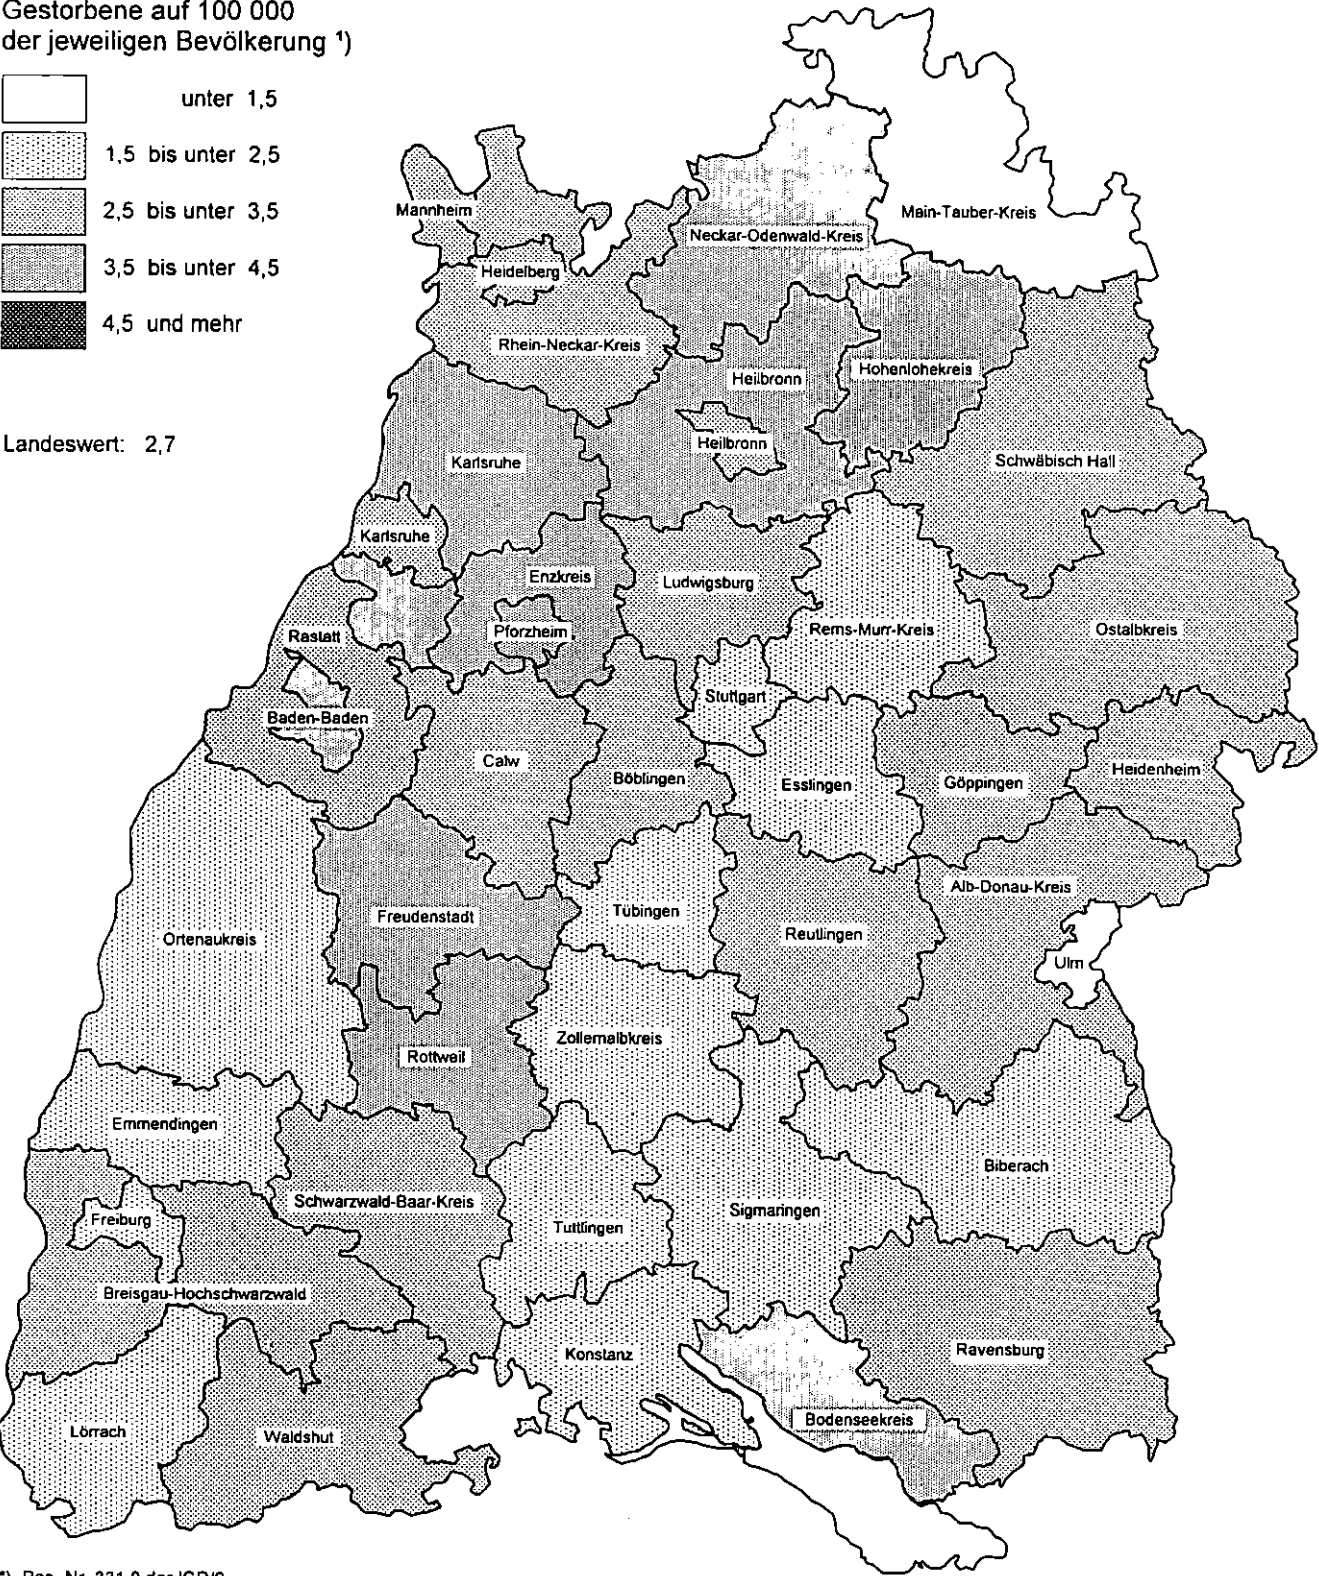 Gestorbene auf 100 000
der jeweiligen Bevölkerung ¹)
unter 1,5
1,5 bis unter 2,5
2,5 bis unter 3,5
3,5 bis unter 4,5
4,5 und mehr
Landeswert: 2,7
Mannheim
Main-Tauber-Kreis
Neckar-Odenwald-Kreis
Heidelberg
Rhein-Neckar-Kreis
Hohenlohekreis
Heilbronn
Heilbronn
Karlsruhe
Schwäbisch Hall
Karlsruhe
Enzkreis
Ludwigsburg
Pforzheim
Rems-Murr-Kreis
Ostalbkreis
Rastatt
Stuttgart
Baden-Baden
Calw
Böblingen
Esslingen
Göppingen
Heidenheim
Alb-Donau-Kreis
Freudenstadt
Tübingen
Reutlingen
Ortenaukreis
Ulm
Zollernalbkreis
Rottweil
Emmendingen
Biberach
Schwarzwald-Baar-Kreis
Sigmaringen
Freiburg
Tuttlingen
Breisgau-Hochschwarzwald
Konstanz
Ravensburg
Bodenseekreis
Lörrach
Waldshut